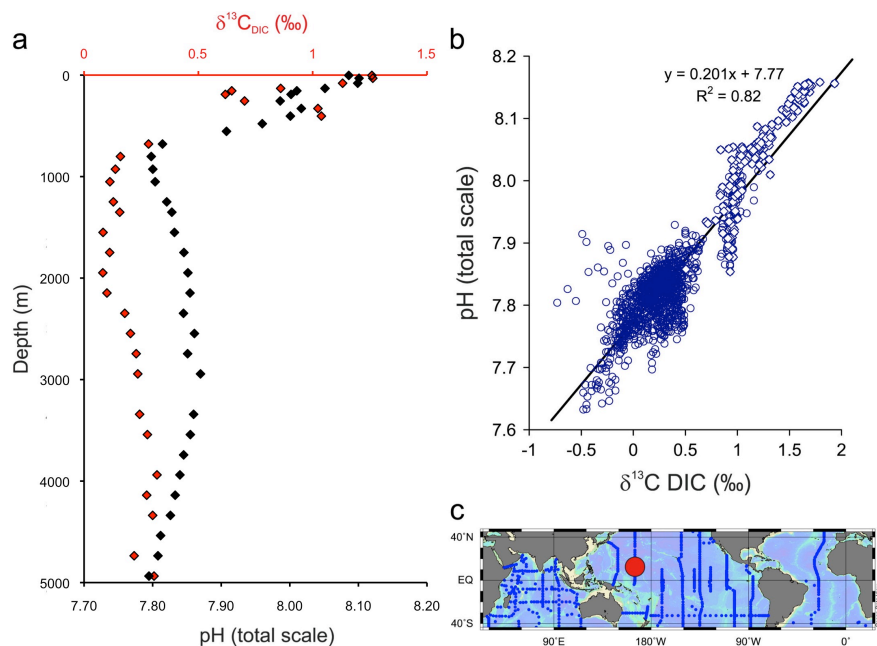 a
δ¹³C_DIC (‰)
0 0.5 1 1.5
0
1000
2000
3000
4000
5000
Depth (m)
7.70 7.80 7.90 8.00 8.10 8.20
pH (total scale)
b
y = 0.201x + 7.77
R² = 0.82
8.2
8.1
8.0
7.9
7.8
7.7
7.6
pH (total scale)
-1 -0.5 0 0.5 1 1.5 2
δ¹³C DIC (‰)
c
40°N
EQ
40°S
90°E 180°W 90°W 0°